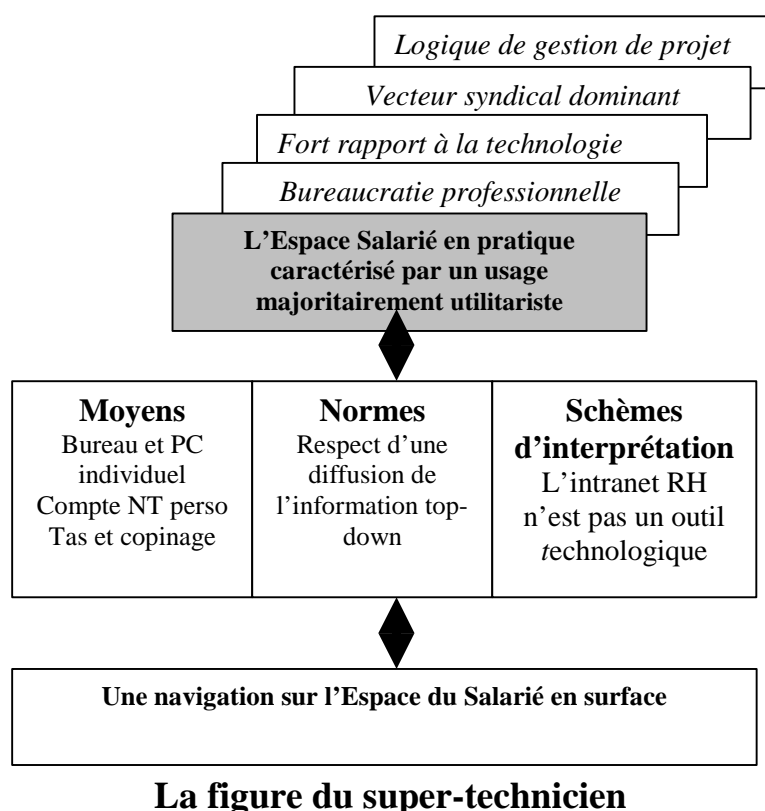 Logique de gestion de projet
Vecteur syndical dominant
Fort rapport à la technologie
Bureaucratie professionnelle
L’Espace Salarié en pratique
caractérisé par un usage
majoritairement utilitariste
Moyens
Bureau et PC
individuel
Compte NT perso
Tas et copinage
Normes
Respect d’une
diffusion de
l’information top-
down
Schèmes
d’interprétation
L’intranet RH
n’est pas un outil
technologique
Une navigation sur l’Espace du Salarié en surface
La figure du super-technicien